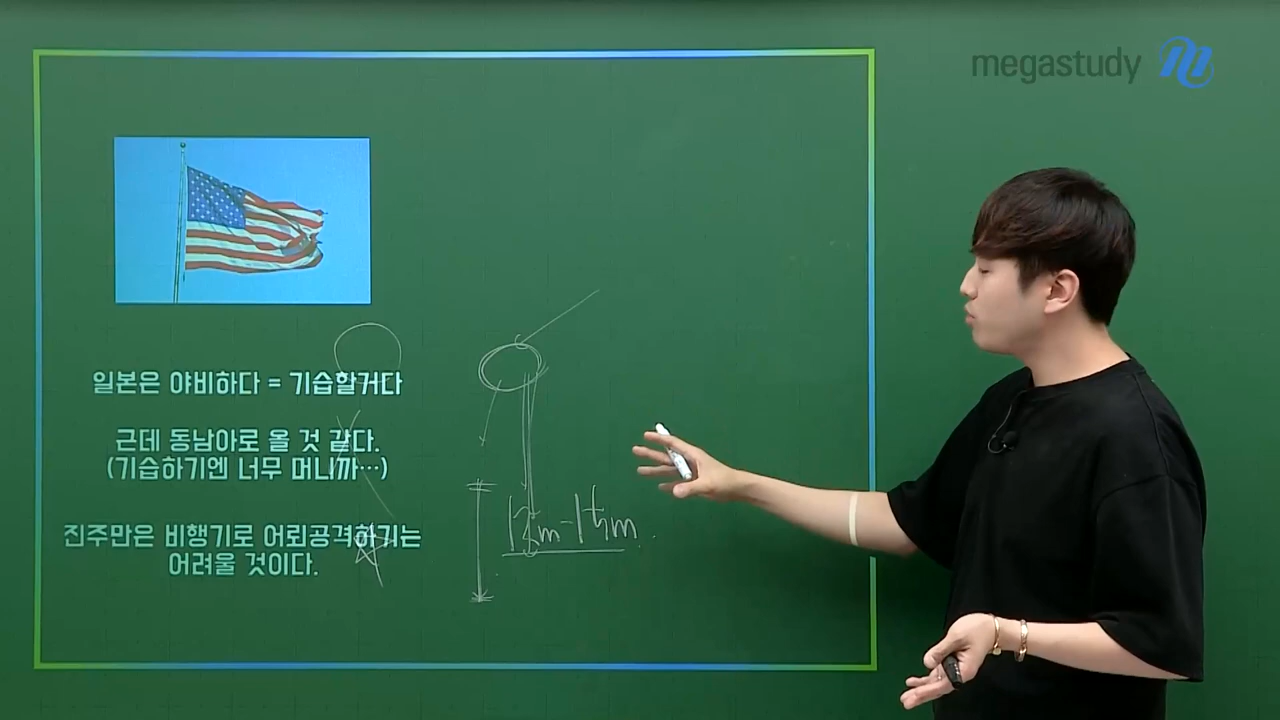 megastudy
일본은 야비하다 = 기습할거다
근데 동남아로 올 것 같다.
(기습하기엔 너무 머니까…)
진주만은 비행기로 어뢰공격하기는
어려울 것이다.
12m-15m